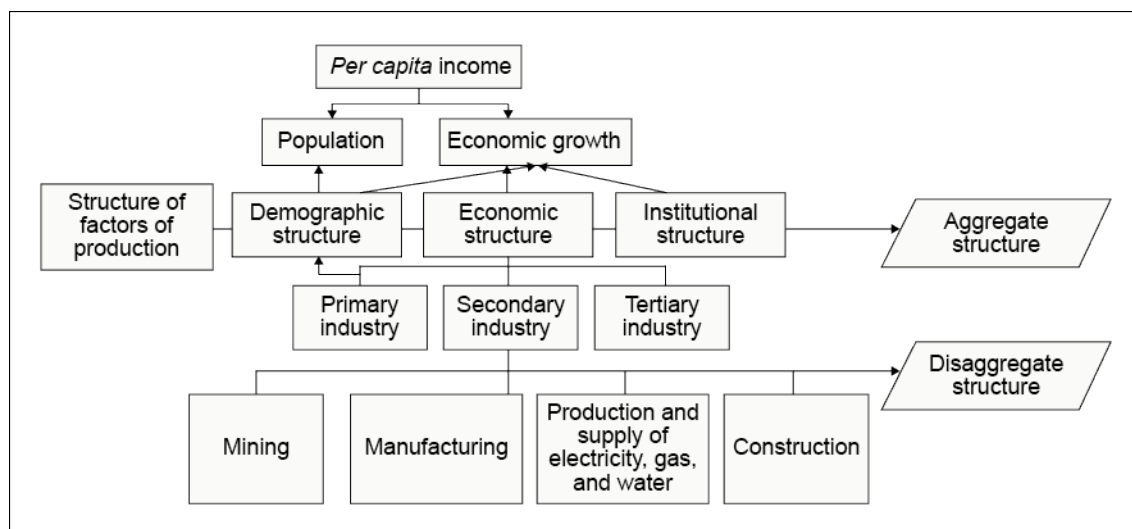 Per capita income
Population
Economic growth
Structure of
factors of
production
Demographic
structure
Economic
structure
Institutional
structure
Aggregate
structure
Primary
industry
Secondary
industry
Tertiary
industry
Disaggregate
structure
Mining
Manufacturing
Production and
supply of
electricity, gas,
and water
Construction